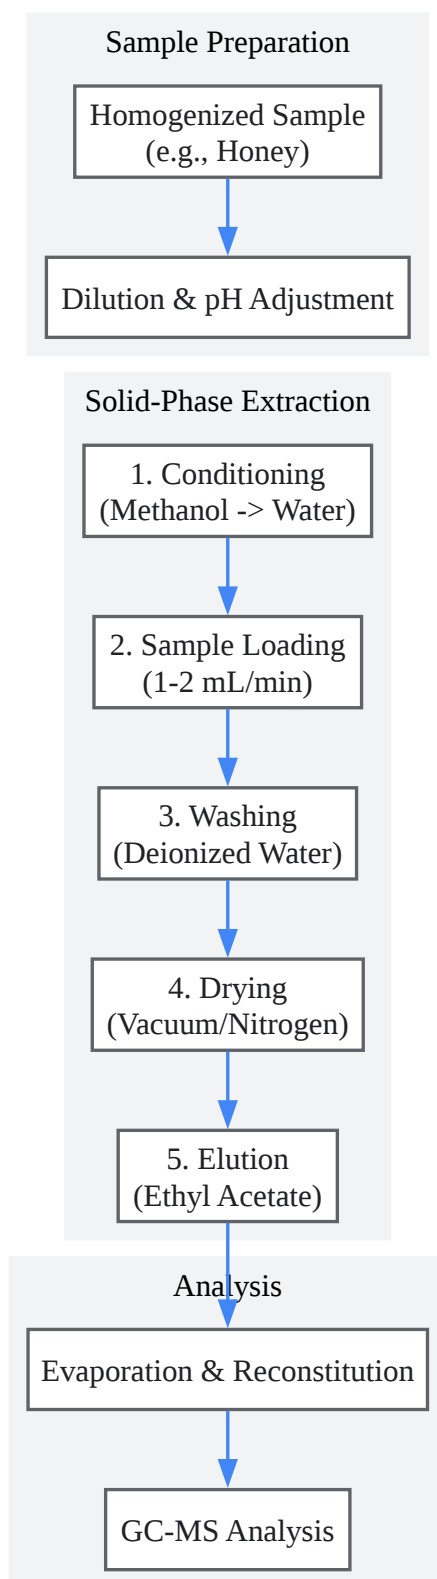 Sample Preparation
Homogenized Sample
(e.g., Honey)
Dilution & pH Adjustment
Solid-Phase Extraction
1. Conditioning
(Methanol -> Water)
2. Sample Loading
(1-2 mL/min)
3. Washing
(Deionized Water)
4. Drying
(Vacuum/Nitrogen)
5. Elution
(Ethyl Acetate)
Analysis
Evaporation & Reconstitution
GC-MS Analysis